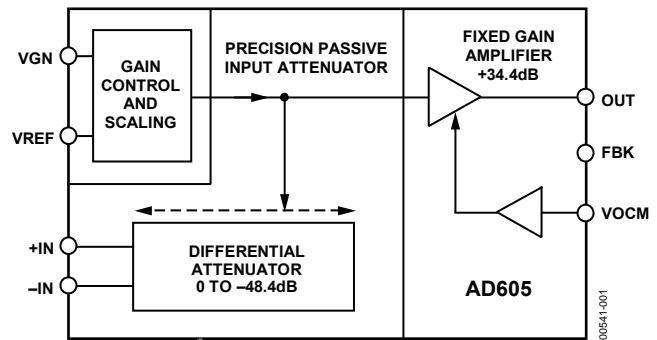 VGN
VREF
GAIN
CONTROL
AND
SCALING
PRECISION PASSIVE
INPUT ATTENUATOR
FIXED GAIN
AMPLIFIER
+34.4dB
OUT
FBK
VOCM
+IN
–IN
DIFFERENTIAL
ATTENUATOR
0 TO –48.4dB
AD605
00541-001